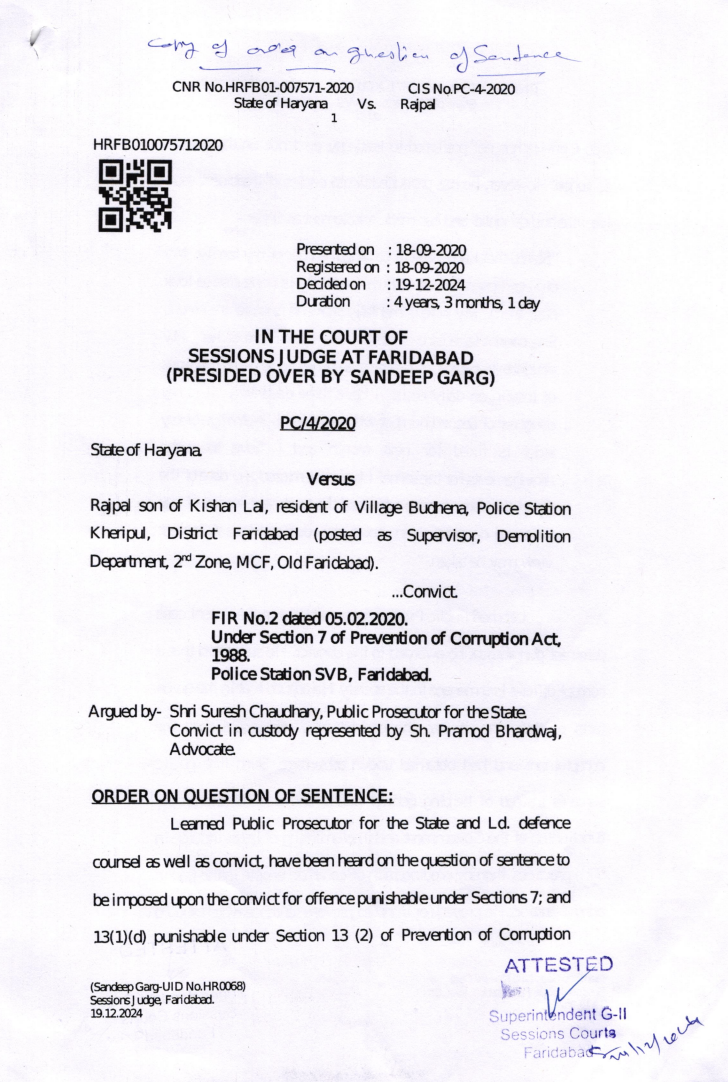 Copy of order on question of Sentence
CNR No.HRFB01-007571-2020 CIS No.PC-4-2020
State of Haryana Vs. Rajpal
1
HRFB010075712020
Presented on : 18-09-2020
Registered on : 18-09-2020
Decided on : 19-12-2024
Duration : 4 years, 3 months, 1 day
IN THE COURT OF
SESSIONS JUDGE AT FARIDABAD
(PRESIDED OVER BY SANDEEP GARG)
PC/4/2020
State of Haryana.
Versus
Rajpal son of Kishan Lal, resident of Village Budhena, Police Station
Kheripul, District Faridabad (posted as Supervisor, Demolition
Department, 2nd Zone, MCF, Old Faridabad).
...Convict.
FIR No.2 dated 05.02.2020.
Under Section 7 of Prevention of Corruption Act,
1988.
Police Station SVB, Faridabad.
Argued by- Shri Suresh Chaudhary, Public Prosecutor for the State.
Convict in custody represented by Sh. Pramod Bhardwaj,
Advocate.
ORDER ON QUESTION OF SENTENCE:
Learned Public Prosecutor for the State and Ld. defence
counsel as well as convict, have been heard on the question of sentence to
be imposed upon the convict for offence punishable under Sections 7; and
13(1)(d) punishable under Section 13 (2) of Prevention of Corruption
(Sandeep Garg-UID No.HR0068)
Sessions Judge, Faridabad.
19.12.2024
ATTESTED
Superintendent G-II
Sessions Courts
Faridabad